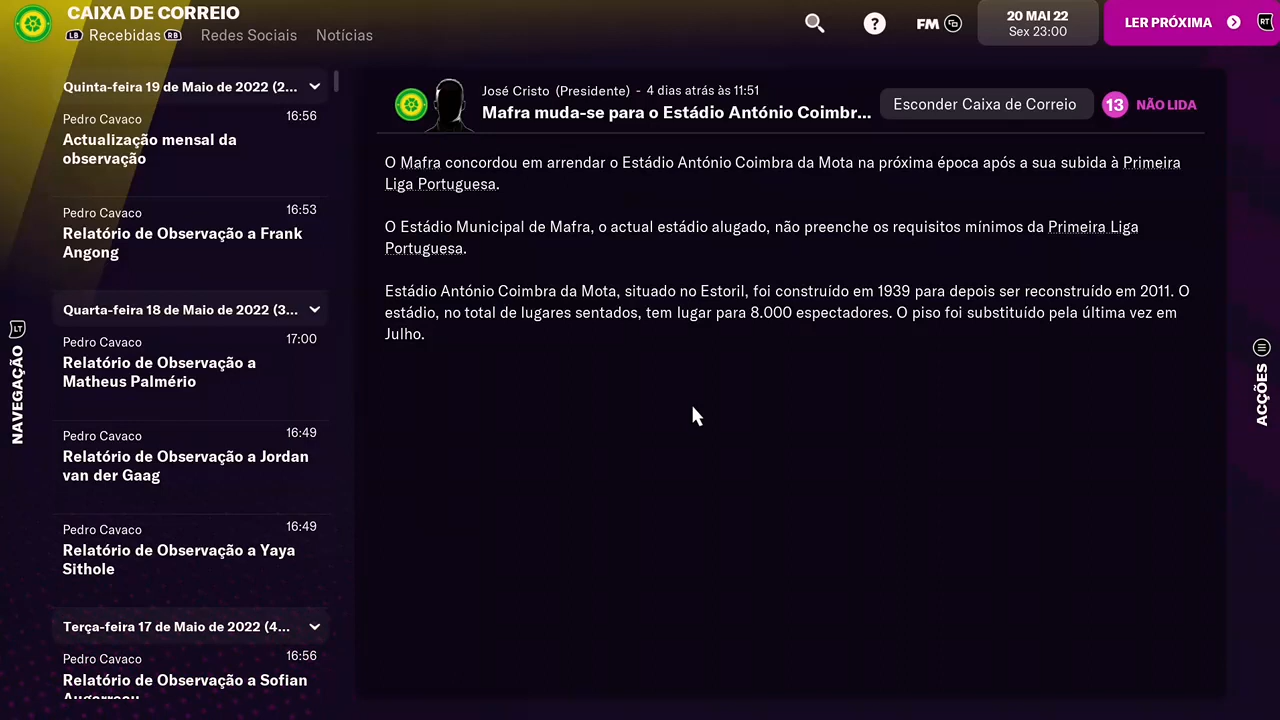 CAIXA DE CORREIO
LB Recebidas RB Redes Sociais Notícias
? FM
20 MAI 22
Sex 23:00
LER PRÓXIMA
RT
Quinta-feira 19 de Maio de 2022 (2...
Pedro Cavaco 16:56
Actualização mensal da
observação
Pedro Cavaco 16:53
Relatório de Observação a Frank
Angong
Quarta-feira 18 de Maio de 2022 (3...
Pedro Cavaco 17:00
Relatório de Observação a
Matheus Palmério
Pedro Cavaco 16:49
Relatório de Observação a Jordan
van der Gaag
Pedro Cavaco 16:49
Relatório de Observação a Yaya
Sithole
Terça-feira 17 de Maio de 2022 (4...
Pedro Cavaco 16:56
Relatório de Observação a Sofian
Augarreau
José Cristo (Presidente) - 4 dias atrás às 11:51
Mafra muda-se para o Estádio António Coimbr...
Esconder Caixa de Correio
13 NÃO LIDA
O Mafra concordou em arrendar o Estádio António Coimbra da Mota na próxima época após a sua subida à Primeira
Liga Portuguesa.
O Estádio Municipal de Mafra, o actual estádio alugado, não preenche os requisitos mínimos da Primeira Liga
Portuguesa.
Estádio António Coimbra da Mota, situado no Estoril, foi construído em 1939 para depois ser reconstruído em 2011. O
estádio, no total de lugares sentados, tem lugar para 8.000 espectadores. O piso foi substituído pela última vez em
Julho.
NAVEGAÇÃO LT
ACÇÕES